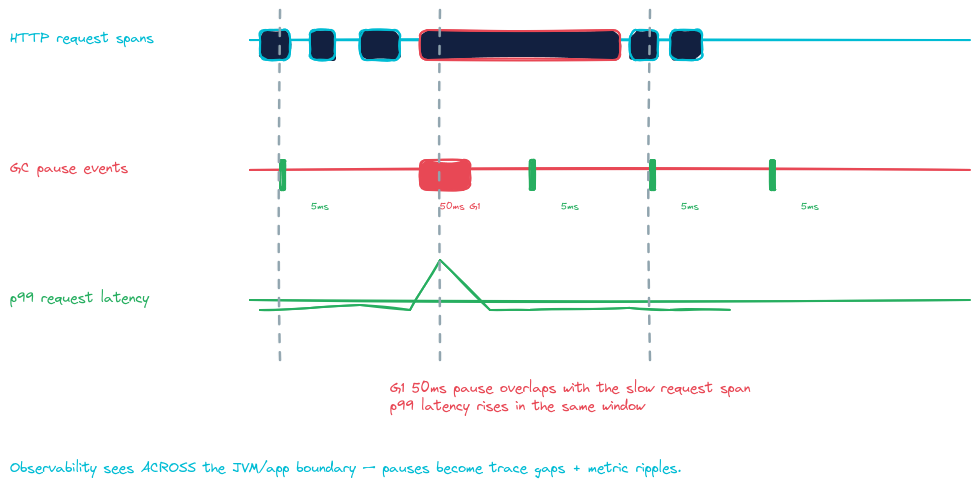 HTTP request spans
GC pause events
5ms
50ms G1
5ms
5ms
5ms
p99 request latency
G1 50ms pause overlaps with the slow request span
p99 latency rises in the same window
Observability sees ACROSS the JVM/app boundary — pauses become trace gaps + metric ripples.